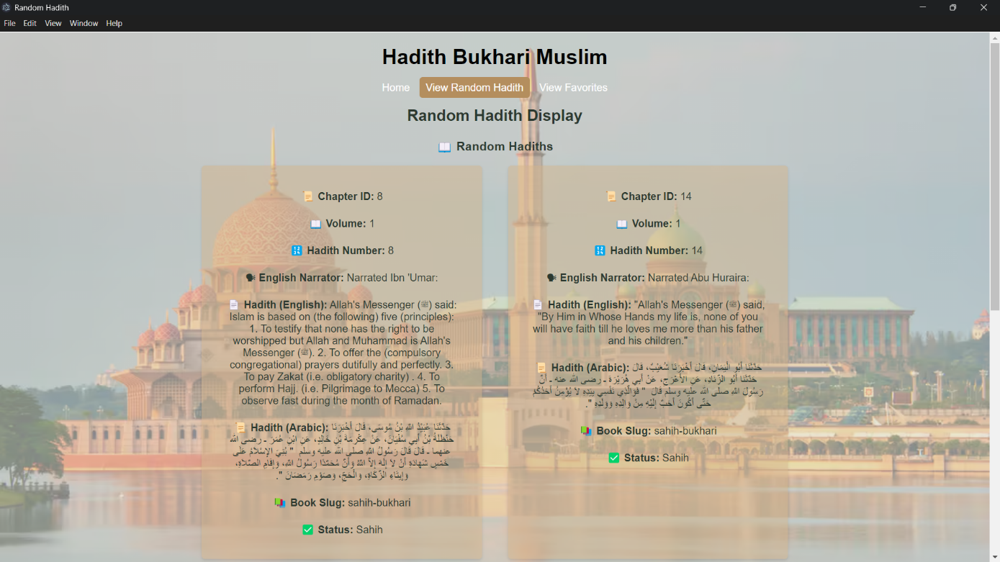 Random Hadith
File Edit View Window Help
Hadith Bukhari Muslim
Home View Random Hadith View Favorites
Random Hadith Display
📖 Random Hadiths
📜 Chapter ID: 8
📖 Volume: 1
🔢 Hadith Number: 8
🗣 English Narrator: Narrated Ibn 'Umar:
📄 Hadith (English): Allah's Messenger (ﷺ) said:
Islam is based on (the following) five (principles):
1. To testify that none has the right to be
worshipped but Allah and Muhammad is Allah's
Messenger (ﷺ). 2. To offer the (compulsory
congregational) prayers dutifully and perfectly. 3.
To pay Zakat (i.e. obligatory charity) . 4. To
perform Hajj. (i.e. Pilgrimage to Mecca) 5. To
observe fast during the month of Ramadan.
📜 Hadith (Arabic): حَدَّثَنَا عُبَيْدُ اللَّهِ بْنُ مُوسَى، قَالَ أَخْبَرَنَا
حَنْظَلَةُ بْنُ أَبِي سُفْيَانَ، عَنْ عِكْرِمَةَ بْنِ خَالِدٍ، عَنِ ابْنِ عُمَرَ ـ رضى الله
عنهما ـ قَالَ قَالَ رَسُولُ اللَّهِ صلى الله عليه وسلم " بُنِيَ الإِسْلاَمُ عَلَى
خَمْسٍ شَهَادَةِ أَنْ لاَ إِلَهَ إِلاَّ اللَّهُ وَأَنَّ مُحَمَّدًا رَسُولُ اللَّهِ، وَإِقَامِ الصَّلاَةِ،
وَإِيتَاءِ الزَّكَاةِ، وَالْحَجِّ، وَصَوْمِ رَمَضَانَ ".
📚 Book Slug: sahih-bukhari
✅ Status: Sahih
📜 Chapter ID: 14
📖 Volume: 1
🔢 Hadith Number: 14
🗣 English Narrator: Narrated Abu Huraira:
📄 Hadith (English): "Allah's Messenger (ﷺ) said,
"By Him in Whose Hands my life is, none of you
will have faith till he loves me more than his father
and his children."
📜 Hadith (Arabic): حَدَّثَنَا أَبُو الْيَمَانِ، قَالَ أَخْبَرَنَا شُعَيْبٌ، قَالَ
حَدَّثَنَا أَبُو الزِّنَادِ، عَنِ الأَعْرَجِ، عَنْ أَبِي هُرَيْرَةَ ـ رضى الله عنه ـ أَنَّ
رَسُولَ اللَّهِ صلى الله عليه وسلم قَالَ " فَوَالَّذِي نَفْسِي بِيَدِهِ لاَ يُؤْمِنُ أَحَدُكُمْ
حَتَّى أَكُونَ أَحَبَّ إِلَيْهِ مِنْ وَالِدِهِ وَوَلَدِهِ ".
📚 Book Slug: sahih-bukhari
✅ Status: Sahih